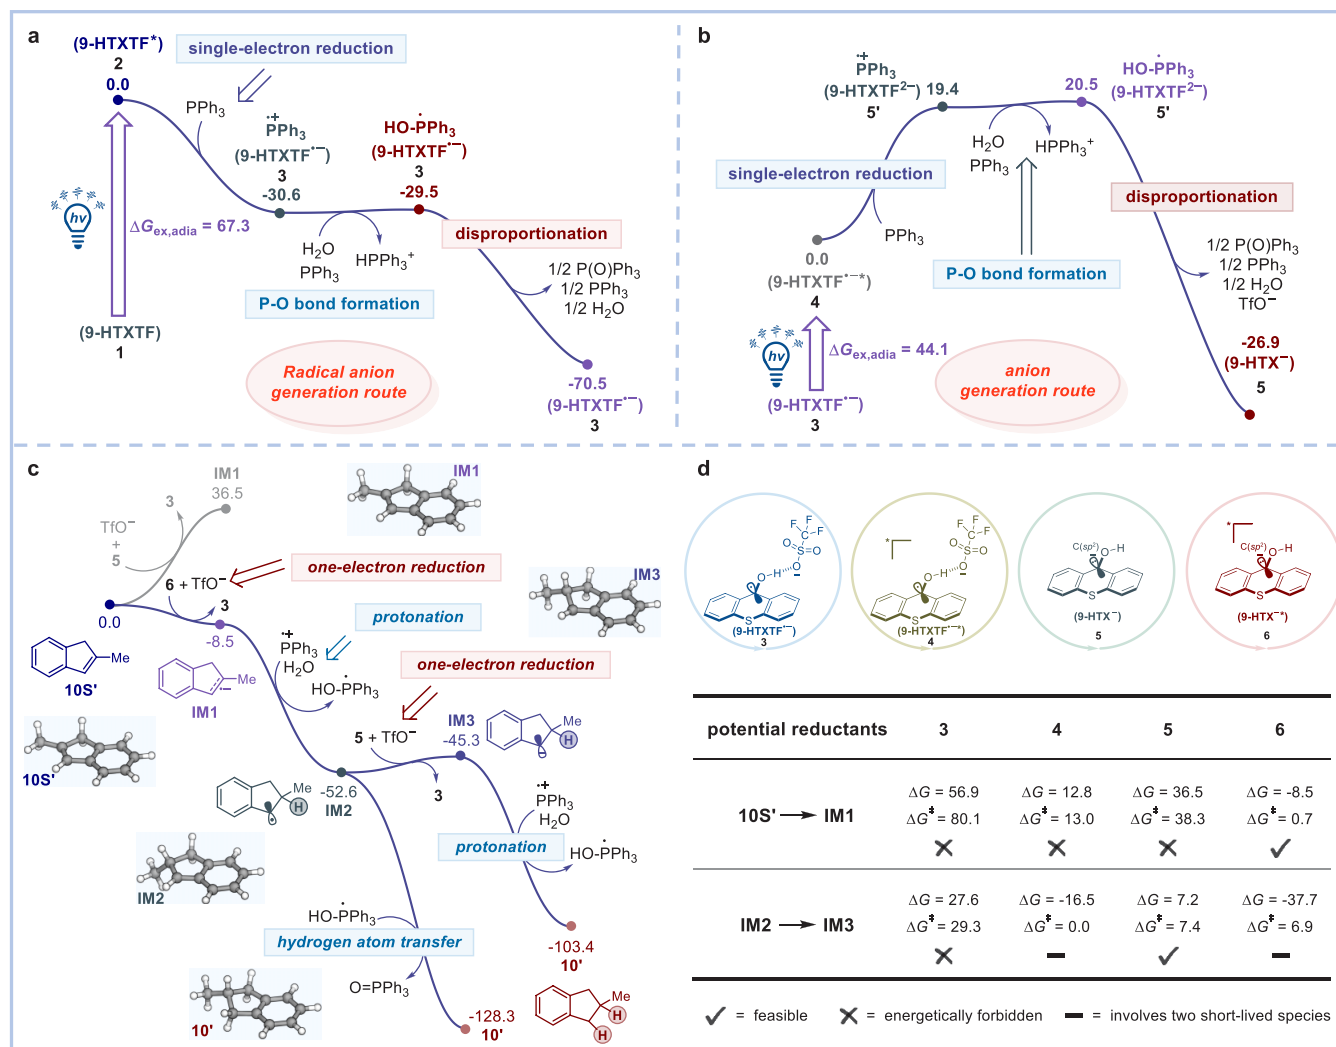 a
(9-HTXTF*)
2
0.0
single-electron reduction
PPh3
•+
PPh3
(9-HTXTF•−)
3
-30.6
HO-PPh3
(9-HTXTF•−)
3
-29.5
hv
ΔGex,adia = 67.3
H2O
PPh3
HPPh3+
P-O bond formation
disproportionation
1/2 P(O)Ph3
1/2 PPh3
1/2 H2O
(9-HTXTF)
1
Radical anion
generation route
-70.5
(9-HTXTF•−)
3
b
•+
PPh3
(9-HTXTF2−)
5'
19.4
20.5
HO-PPh3
(9-HTXTF2−)
5'
single-electron reduction
PPh3
H2O
PPh3
HPPh3+
0.0
(9-HTXTF•−*)
4
P-O bond formation
disproportionation
1/2 P(O)Ph3
1/2 PPh3
1/2 H2O
TfO−
hv
ΔGex,adia = 44.1
(9-HTXTF•−)
3
anion
generation route
-26.9
(9-HTX−)
5
c
IM1
36.5
3
TfO−
+
5
IM1
6 + TfO−
3
one-electron reduction
0.0
-8.5
10S'
Me
IM1
Me
•−
protonation
•+
PPh3
H2O
HO-PPh3
IM3
one-electron reduction
5 + TfO−
3
IM3
-45.3
Me
H
10S'
H
-52.6
IM2
Me
•+
PPh3
H2O
protonation
HO-PPh3
IM2
HO-PPh3
hydrogen atom transfer
O=PPh3
-103.4
10'
10'
-128.3
10'
Me
H
H
d
F
F
F
C
O
S
O
O
−
O
H
S
(9-HTXTF•−)
3
*
F
F
F
C
O
S
O
O
−
O
H
S
(9-HTXTF•−*)
4
C(sp2)
O-H
S
(9-HTX−)
5
*
C(sp2)
O-H
S
(9-HTX−*)
6
potential reductants 3 4 5 6
10S' ⟶ IM1
ΔG = 56.9 ΔG = 12.8 ΔG = 36.5 ΔG = -8.5
ΔG‡ = 80.1 ΔG‡ = 13.0 ΔG‡ = 38.3 ΔG‡ = 0.7
IM2 ⟶ IM3
ΔG = 27.6 ΔG = -16.5 ΔG = 7.2 ΔG = -37.7
ΔG‡ = 29.3 ΔG‡ = 0.0 ΔG‡ = 7.4 ΔG‡ = 6.9
✓ = feasible ✕ = energetically forbidden − = involves two short-lived species